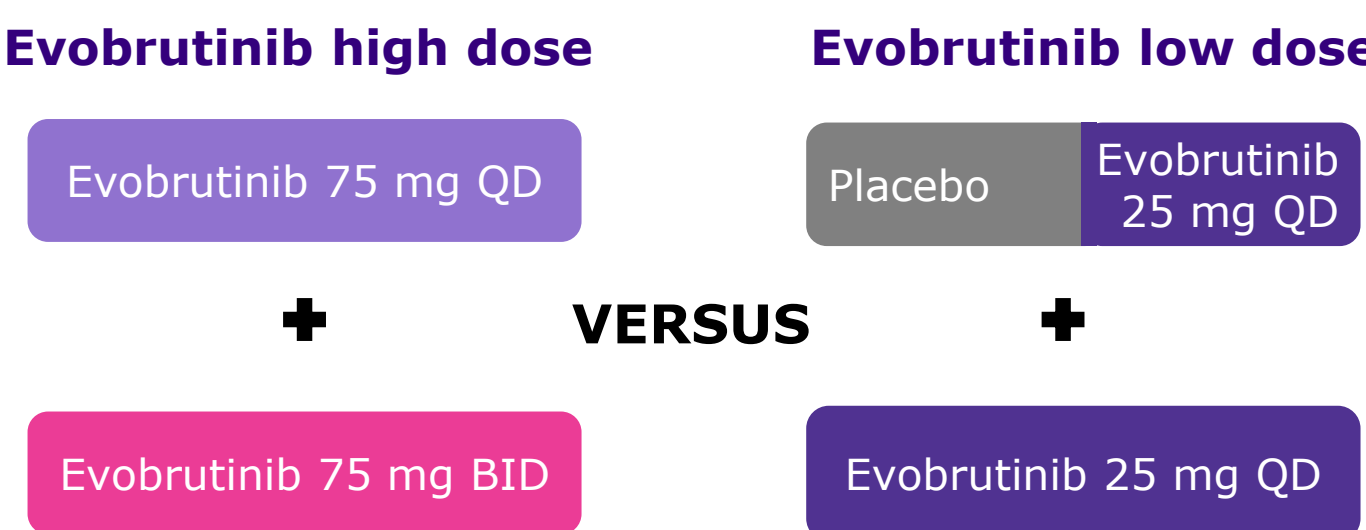 Evobrutinib high dose
Evobrutinib low dose
Evobrutinib 75 mg QD
Placebo
Evobrutinib
25 mg QD
VERSUS
Evobrutinib 75 mg BID
Evobrutinib 25 mg QD